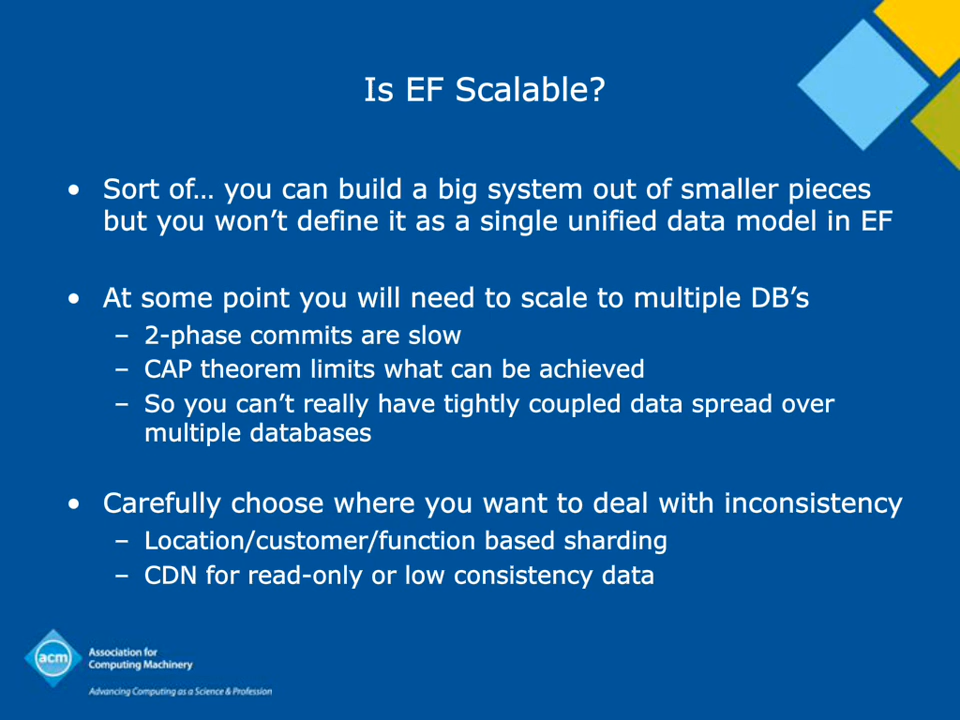 Is EF Scalable?
• Sort of… you can build a big system out of smaller pieces
but you won’t define it as a single unified data model in EF
• At some point you will need to scale to multiple DB’s
– 2-phase commits are slow
– CAP theorem limits what can be achieved
– So you can’t really have tightly coupled data spread over
multiple databases
• Carefully choose where you want to deal with inconsistency
– Location/customer/function based sharding
– CDN for read-only or low consistency data
acm
Association for
Computing Machinery
Advancing Computing as a Science & Profession